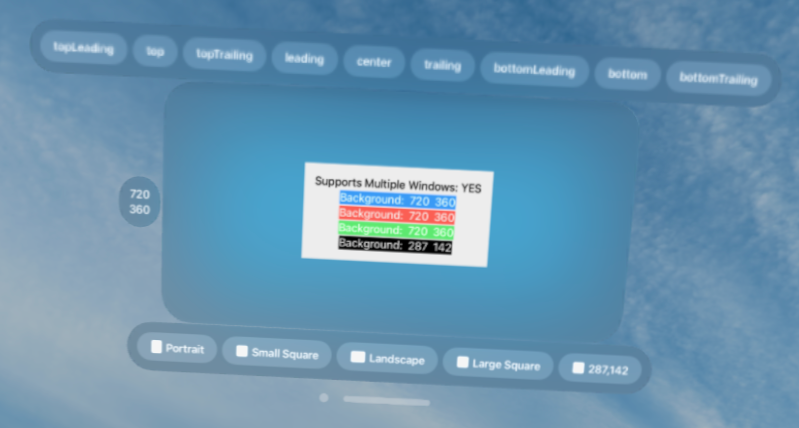 topLeading
top
topTrailing
leading
center
trailing
bottomLeading
bottom
bottomTrailing
720
360
Supports Multiple Windows: YES
Background: 720 360
Background: 720 360
Background: 720 360
Background: 287 142
Portrait
Small Square
Landscape
Large Square
287,142